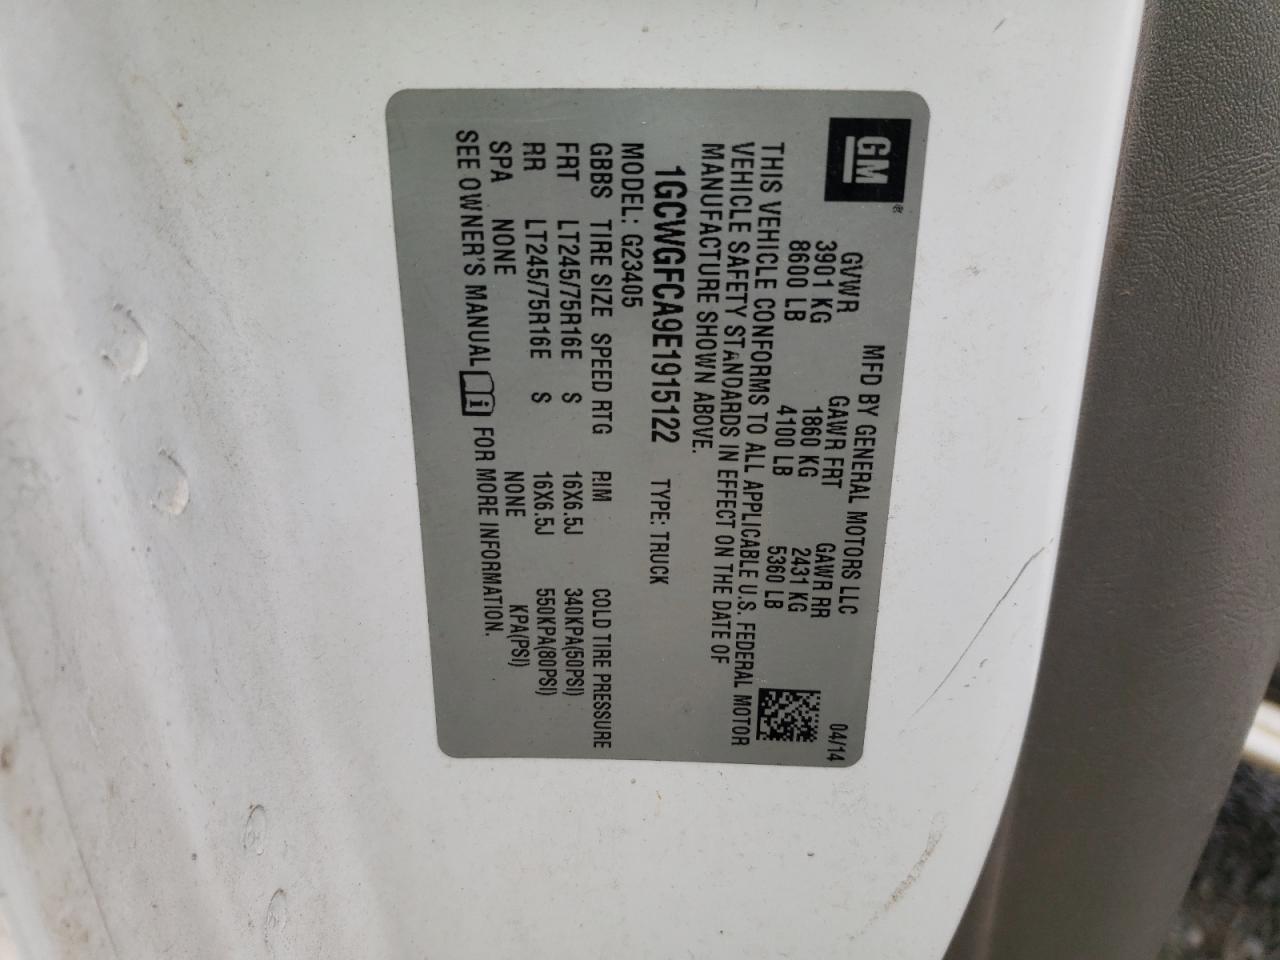 GM®
MFD BY GENERAL MOTORS LLC 04/14
GVWR GAWR FRT GAWR RR
3901 KG 1860 KG 2431 KG
8600 LB 4100 LB 5360 LB
THIS VEHICLE CONFORMS TO ALL APPLICABLE U.S. FEDERAL MOTOR
VEHICLE SAFETY STANDARDS IN EFFECT ON THE DATE OF
MANUFACTURE SHOWN ABOVE.
1GCWGFCA9E1915122 TYPE: TRUCK
MODEL: G23405
GBBS TIRE SIZE SPEED RTG RIM COLD TIRE PRESSURE
FRT LT245/75R16E S 16X6.5J 340KPA(50PSI)
RR LT245/75R16E S 16X6.5J 550KPA(80PSI)
SPA NONE NONE KPA(PSI)
SEE OWNER'S MANUAL i FOR MORE INFORMATION.